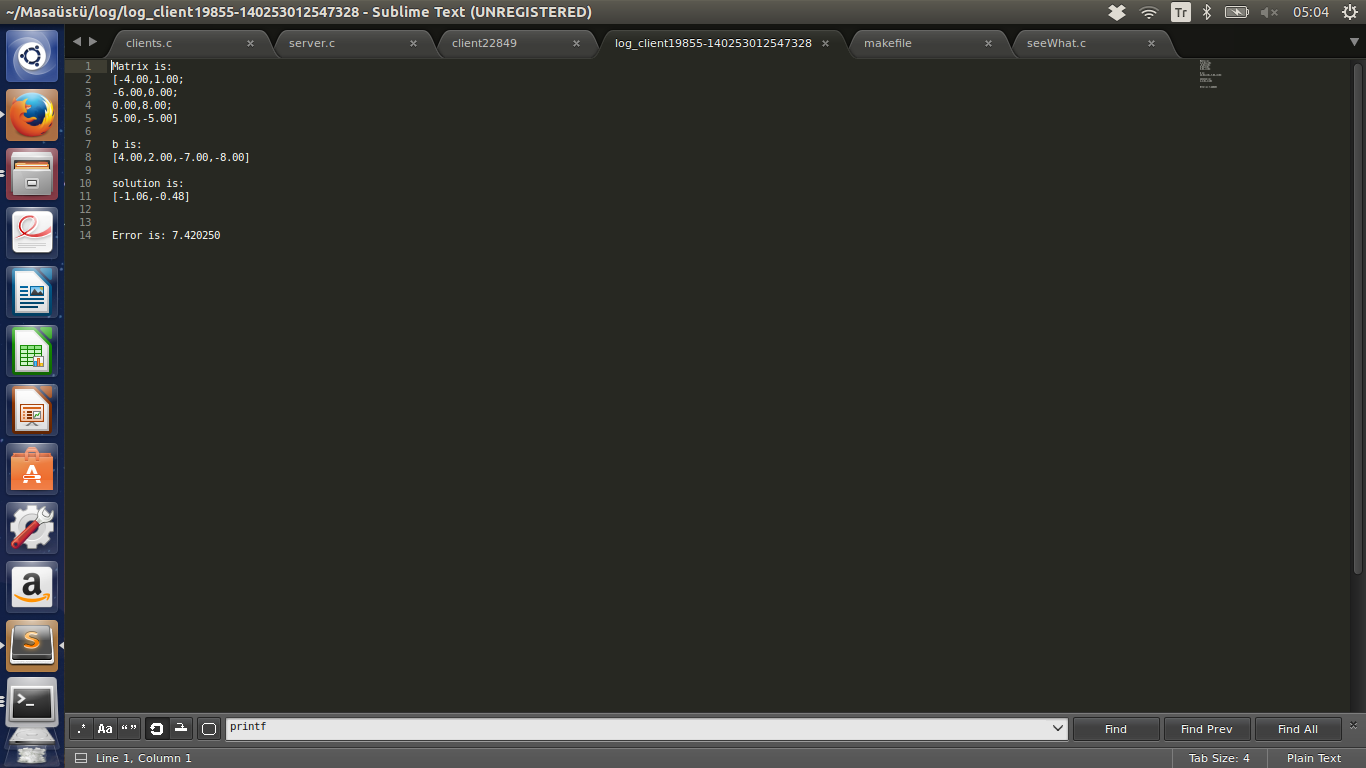 ~/Masaüstü/log/log_client19855-140253012547328 - Sublime Text (UNREGISTERED)
Tr
05:04
clients.c
server.c
client22849
log_client19855-140253012547328
makefile
seeWhat.c
1 Matrix is:
2 [-4.00,1.00;
3 -6.00,0.00;
4 0.00,8.00;
5 5.00,-5.00]
6
7 b is:
8 [4.00,2.00,-7.00,-8.00]
9
10 solution is:
11 [-1.06,-0.48]
12
13
14 Error is: 7.420250
.* Aa “” printf Find Find Prev Find All
Line 1, Column 1 Tab Size: 4 Plain Text